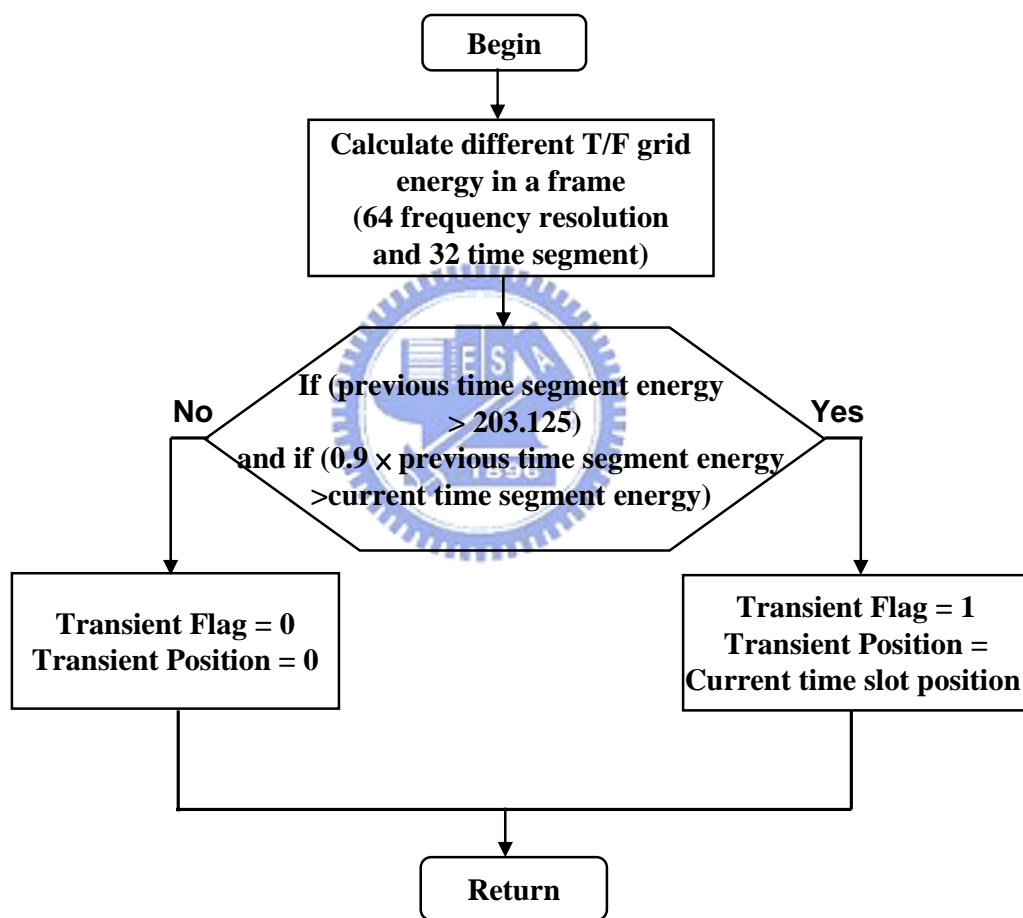 Begin
Calculate different T/F grid
energy in a frame
(64 frequency resolution
and 32 time segment)
E S A
If (previous time segment energy
No
Yes
> 203.125)
and if (0.9 × previous time segment energy
1896
>current time segment energy)
Transient Flag = 0
Transient Position = 0
Transient Flag = 1
Transient Position =
Current time slot position
Return